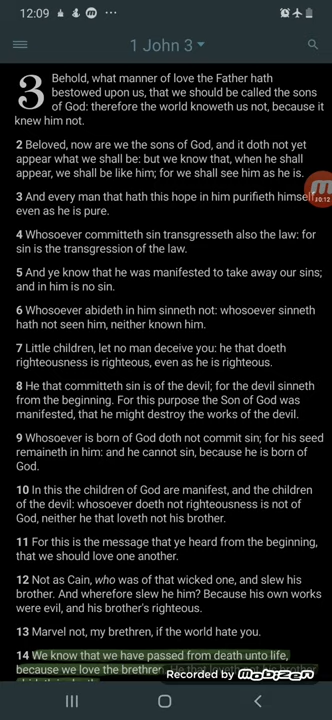 12:09
1 John 3
3 Behold, what manner of love the Father hath
bestowed upon us, that we should be called the sons
of God: therefore the world knoweth us not, because it
knew him not.
2 Beloved, now are we the sons of God, and it doth not yet
appear what we shall be: but we know that, when he shall
appear, we shall be like him; for we shall see him as he is.
3 And every man that hath this hope in him purifieth himself,
even as he is pure.
4 Whosoever committeth sin transgresseth also the law: for
sin is the transgression of the law.
5 And ye know that he was manifested to take away our sins;
and in him is no sin.
6 Whosoever abideth in him sinneth not: whosoever sinneth
hath not seen him, neither known him.
7 Little children, let no man deceive you: he that doeth
righteousness is righteous, even as he is righteous.
8 He that committeth sin is of the devil; for the devil sinneth
from the beginning. For this purpose the Son of God was
manifested, that he might destroy the works of the devil.
9 Whosoever is born of God doth not commit sin; for his seed
remaineth in him: and he cannot sin, because he is born of
God.
10 In this the children of God are manifest, and the children
of the devil: whosoever doeth not righteousness is not of
God, neither he that loveth not his brother.
11 For this is the message that ye heard from the beginning,
that we should love one another.
12 Not as Cain, who was of that wicked one, and slew his
brother. And wherefore slew he him? Because his own works
were evil, and his brother's righteous.
13 Marvel not, my brethren, if the world hate you.
14 We know that we have passed from death unto life,
because we love the brethren. He that loveth not his brother
Recorded by mobizen